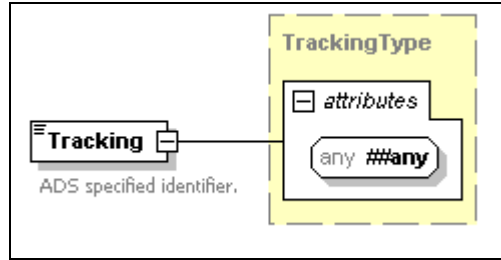 TrackingType
attributes
Tracking
any ##any
ADS specified identifier.